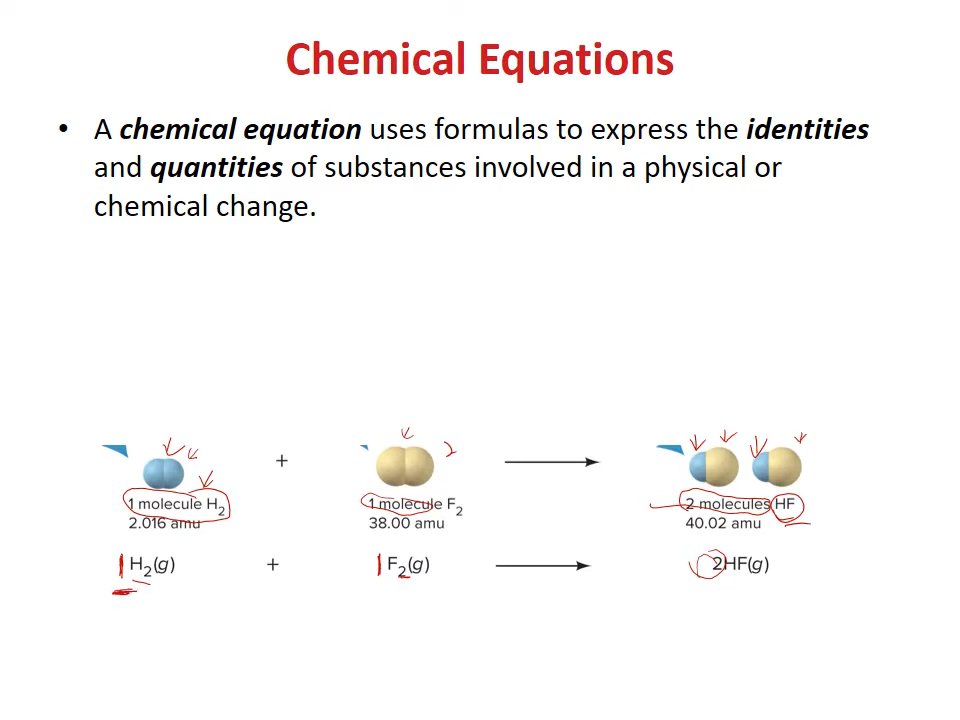 Chemical Equations
• A chemical equation uses formulas to express the identities
and quantities of substances involved in a physical or
chemical change.
+
1 molecule H₂ 1 molecule F₂ 2 molecules HF
2.016 amu 38.00 amu 40.02 amu
1 H₂(g) + 1 F₂(g) ⟶ 2HF(g)